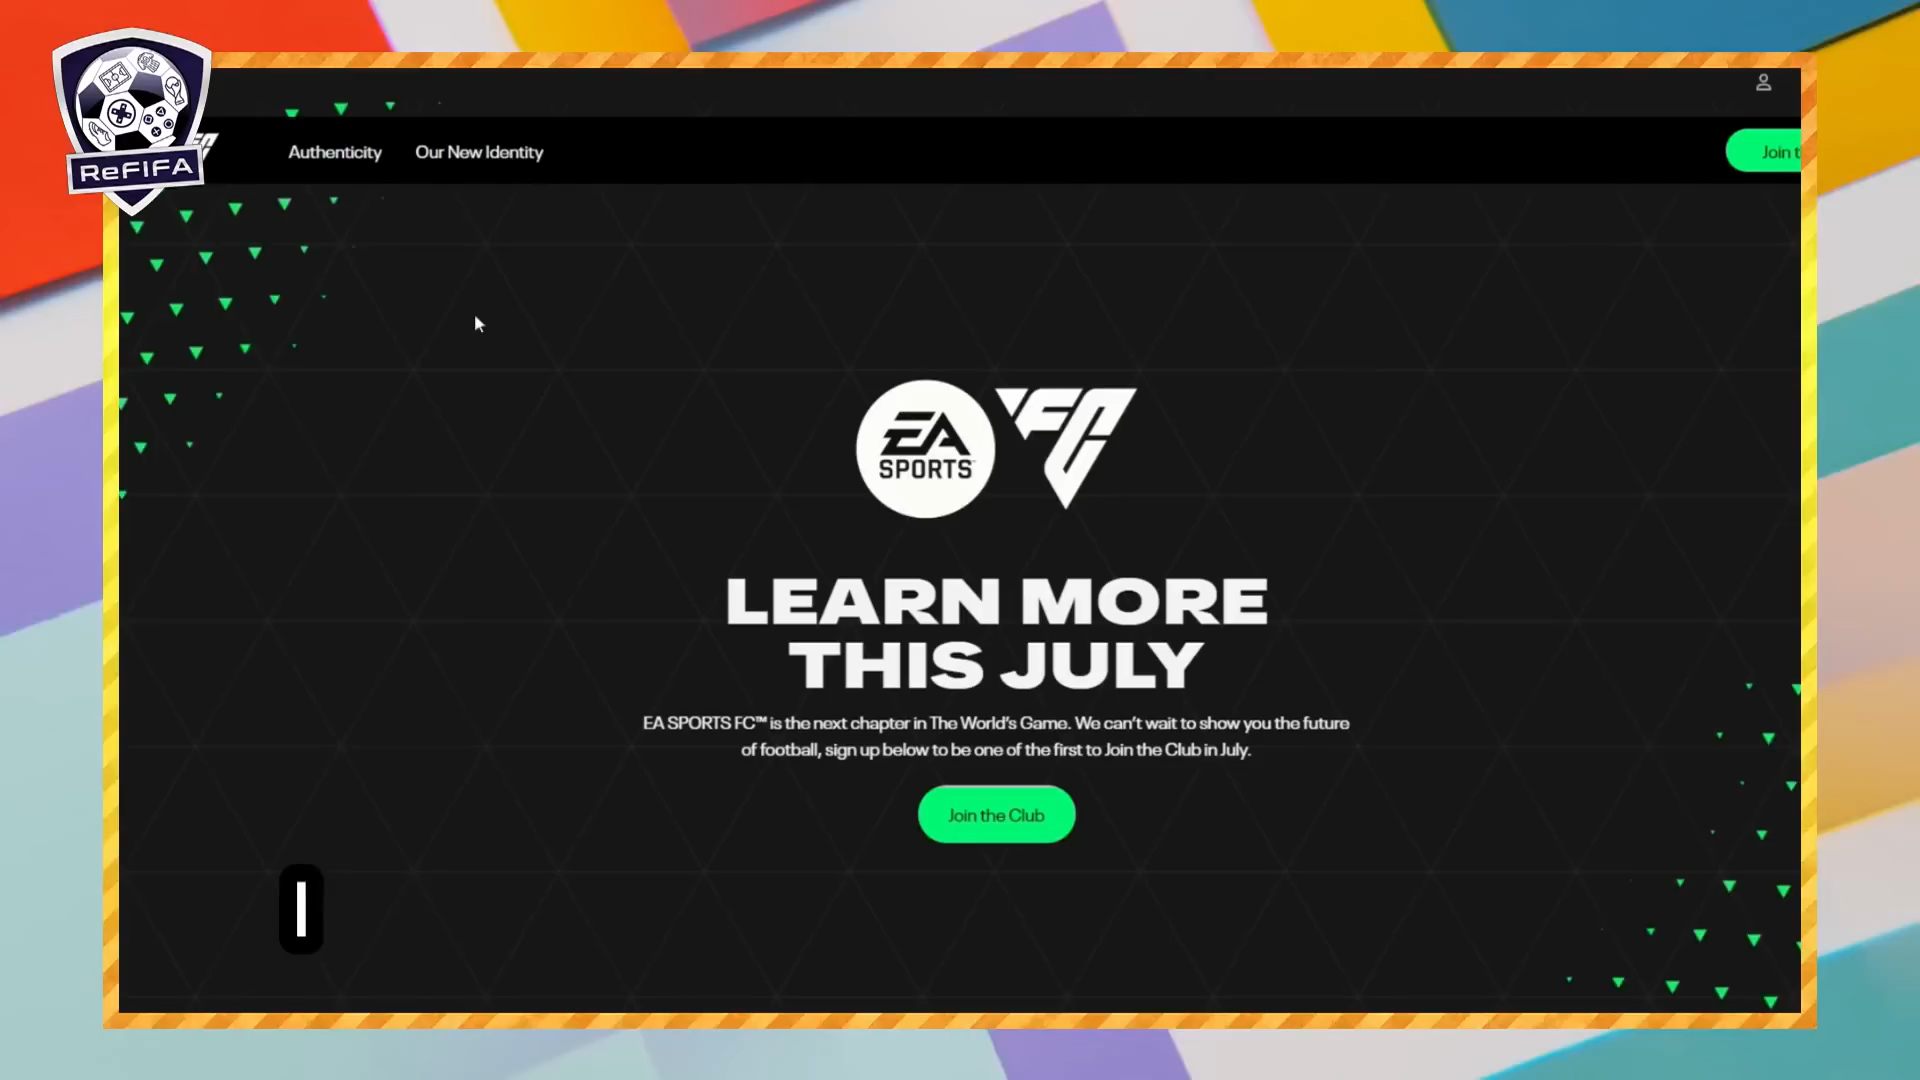 ReFIFA
Authenticity
Our New Identity
Join t
EA
SPORTS
FC
LEARN MORE
THIS JULY
EA SPORTS FC™ is the next chapter in The World's Game. We can't wait to show you the future
of football, sign up below to be one of the first to Join the Club in July.
Join the Club
I